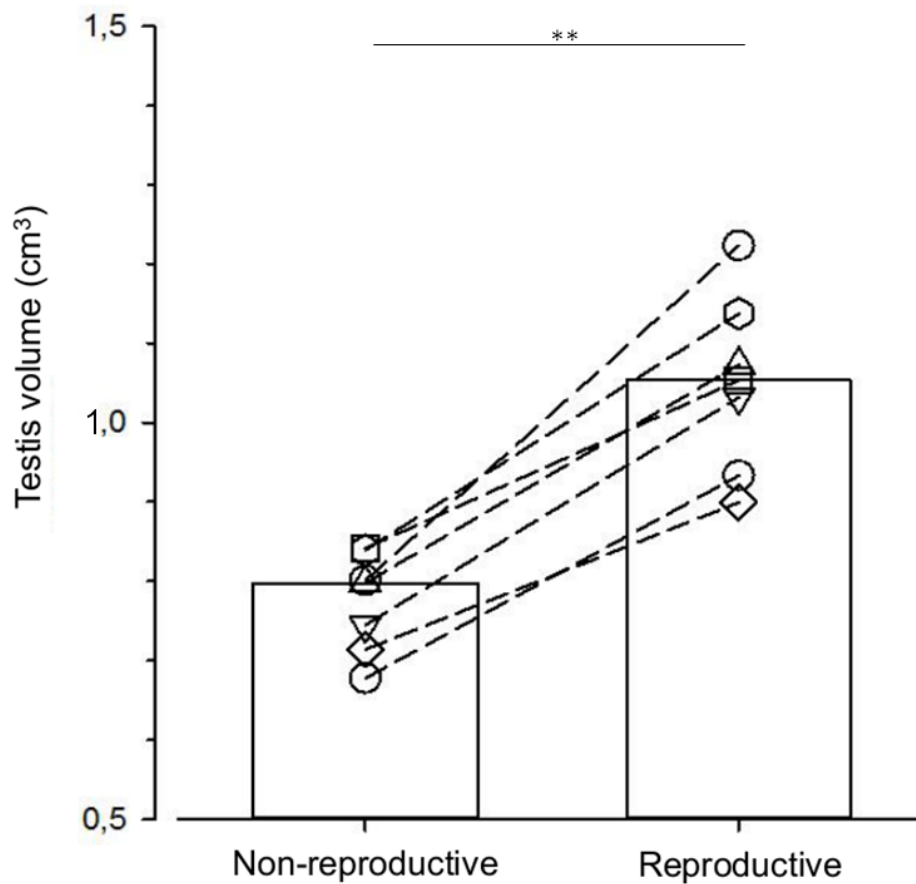 1,5
**
Testis volume (cm³)
1,0
0,5
Non-reproductive
Reproductive